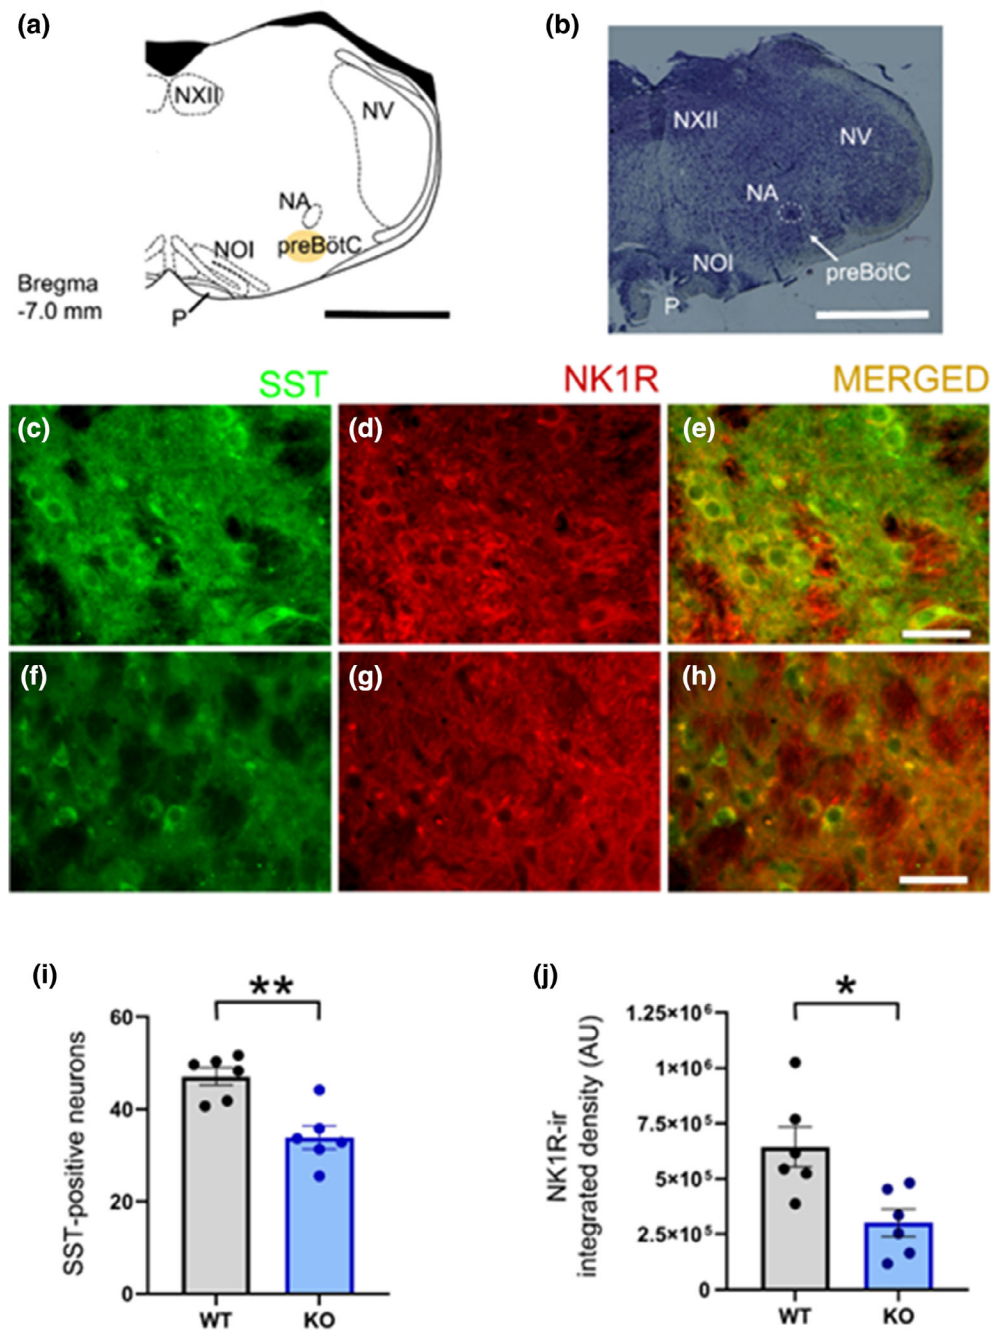 (a)
NXII
NV
NA
preBötC
NOI
P
Bregma
-7.0 mm
(b)
NXII
NV
NA
preBötC
NOI
P
SST
NK1R
MERGED
(c)
(d)
(e)
(f)
(g)
(h)
(i)
**
SST-positive neurons
60
40
20
0
WT
KO
(j)
*
NK1R-ir
integrated density (AU)
1.25×10⁶
1×10⁶
7.5×10⁵
5×10⁵
2.5×10⁵
0
WT
KO